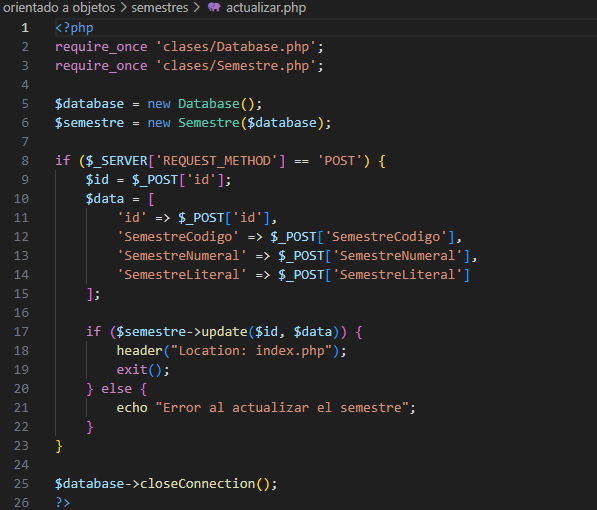 orientado a objetos > semestres > actualizar.php
1 <?php
2 require_once 'clases/Database.php';
3 require_once 'clases/Semestre.php';
4
5 $database = new Database();
6 $semestre = new Semestre($database);
7
8 if ($_SERVER['REQUEST_METHOD'] == 'POST') {
9     $id = $_POST['id'];
10     $data = [
11         'id' => $_POST['id'],
12         'SemestreCodigo' => $_POST['SemestreCodigo'],
13         'SemestreNumeral' => $_POST['SemestreNumeral'],
14         'SemestreLiteral' => $_POST['SemestreLiteral']
15     ];
16
17     if ($semestre->update($id, $data)) {
18         header("Location: index.php");
19         exit();
20     } else {
21         echo "Error al actualizar el semestre";
22     }
23 }
24
25 $database->closeConnection();
26 ?>